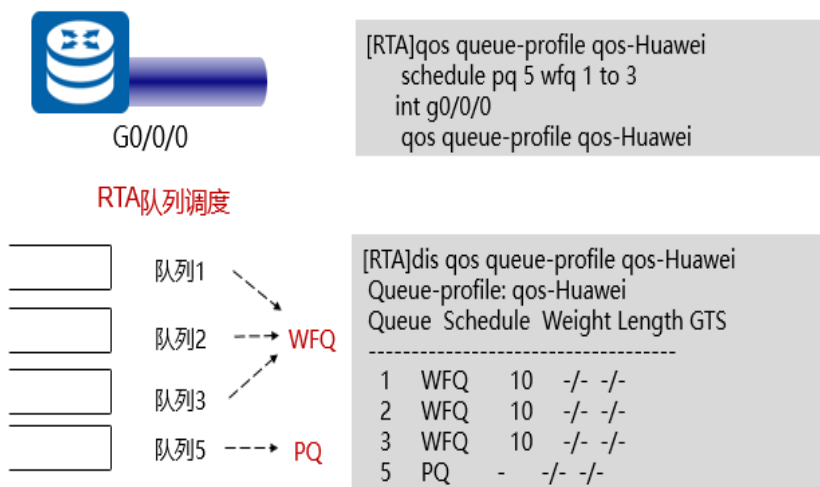 G0/0/0
[RTA]qos queue-profile qos-Huawei
schedule pq 5 wfq 1 to 3
int g0/0/0
qos queue-profile qos-Huawei
RTA队列调度
队列1
队列2
WFQ
队列3
队列5
PQ
[RTA]dis qos queue-profile qos-Huawei
Queue-profile: qos-Huawei
Queue Schedule Weight Length GTS
------------------------------------
1 WFQ 10 -/- -/-
2 WFQ 10 -/- -/-
3 WFQ 10 -/- -/-
5 PQ - -/- -/-